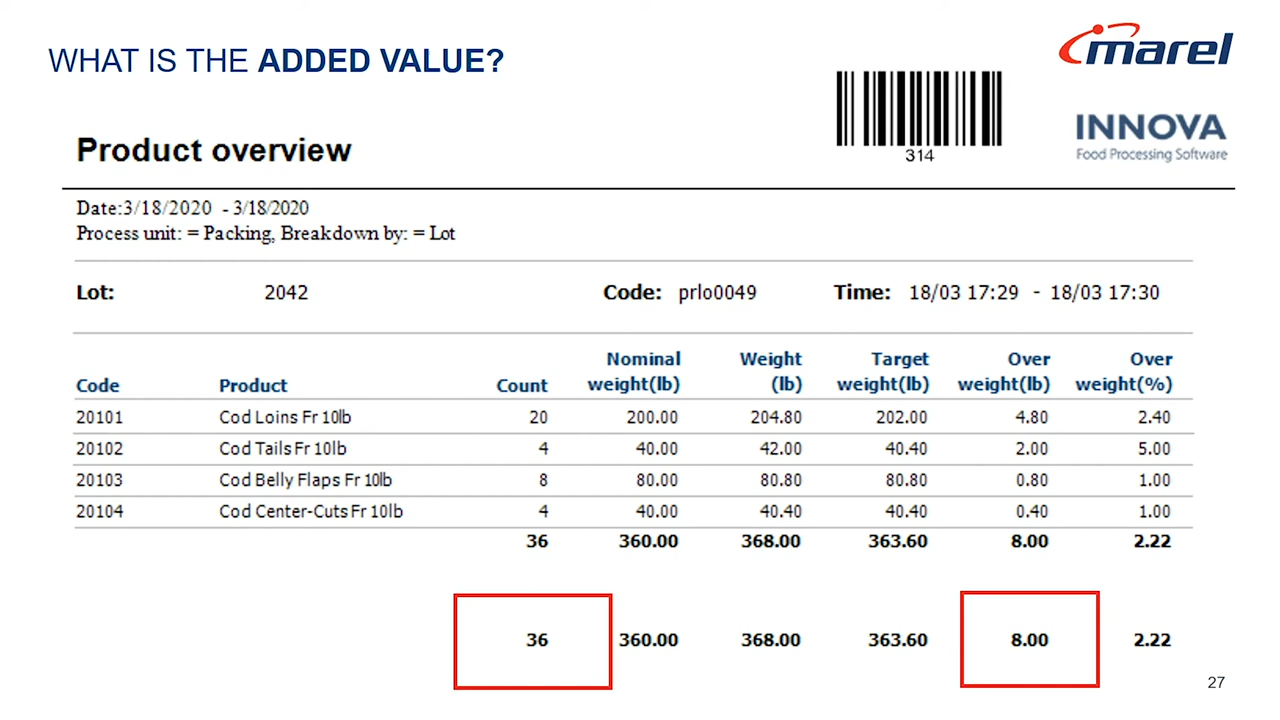 WHAT IS THE ADDED VALUE?
marel
314
INNOVA
Food Processing Software
Product overview
Date:3/18/2020 - 3/18/2020
Process unit: = Packing, Breakdown by: = Lot
Lot: 2042 Code: prlo0049 Time: 18/03 17:29 - 18/03 17:30
Code Product Count Nominal weight(lb) Weight (lb) Target weight(lb) Over weight(lb) Over weight(%)
20101 Cod Loins Fr 10lb 20 200.00 204.80 202.00 4.80 2.40
20102 Cod Tails Fr 10lb 4 40.00 42.00 40.40 2.00 5.00
20103 Cod Belly Flaps Fr 10lb 8 80.00 80.80 80.80 0.80 1.00
20104 Cod Center-Cuts Fr 10lb 4 40.00 40.40 40.40 0.40 1.00
36 360.00 368.00 363.60 8.00 2.22
36 360.00 368.00 363.60 8.00 2.22
27